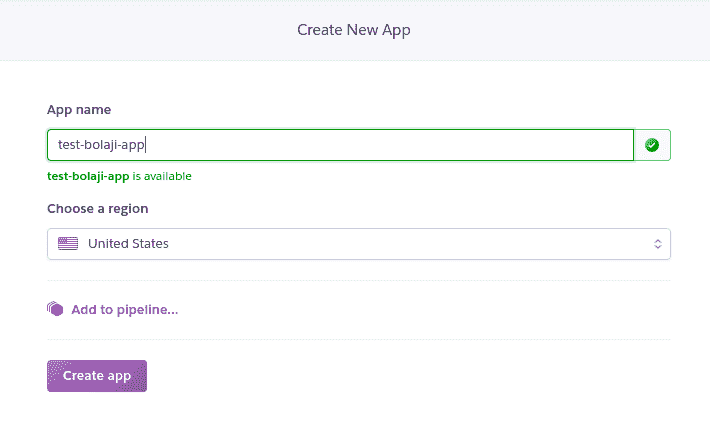 Create New App
App name
test-bolaji-app
test-bolaji-app is available
Choose a region
United States
Add to pipeline...
Create app